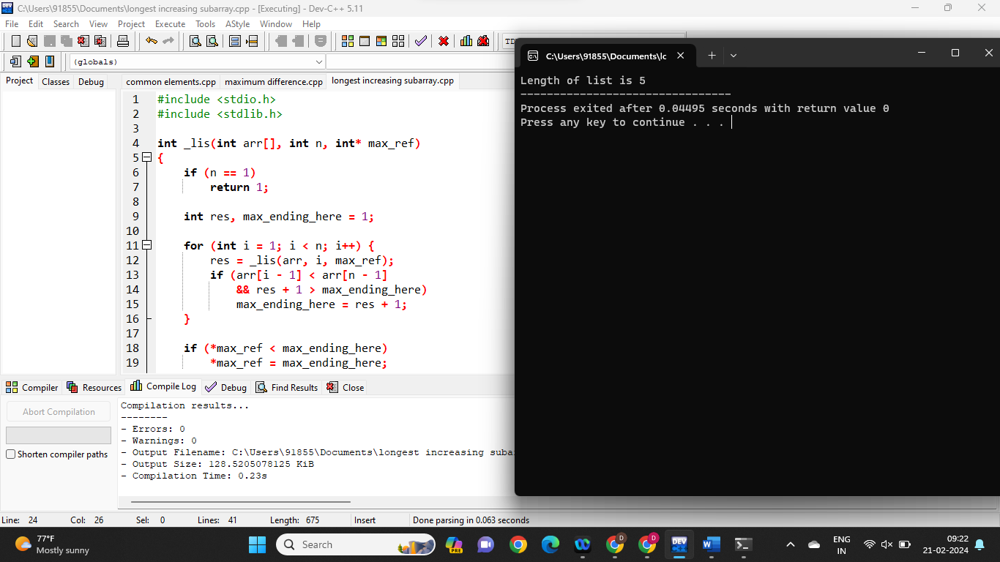 C:\Users\91855\Documents\longest increasing subarray.cpp - [Executing] - Dev-C++ 5.11
File Edit Search View Project Execute Tools AStyle Window Help
TD
(globals)
Project Classes Debug
common elements.cpp maximum difference.cpp longest increasing subarray.cpp
1 #include <stdio.h>
2 #include <stdlib.h>
3
4 int _lis(int arr[], int n, int* max_ref)
5 {
6 if (n == 1)
7 return 1;
8
9 int res, max_ending_here = 1;
10
11 for (int i = 1; i < n; i++) {
12 res = _lis(arr, i, max_ref);
13 if (arr[i - 1] < arr[n - 1]
14 && res + 1 > max_ending_here)
15 max_ending_here = res + 1;
16 }
17
18 if (*max_ref < max_ending_here)
19 *max_ref = max_ending_here;
C:\Users\91855\Documents\lc
Length of list is 5
--------------------------------
Process exited after 0.04495 seconds with return value 0
Press any key to continue . . .
Compiler Resources Compile Log Debug Find Results Close
Abort Compilation
Shorten compiler paths
Compilation results...
--------
- Errors: 0
- Warnings: 0
- Output Filename: C:\Users\91855\Documents\longest increasing suba
- Output Size: 128.5205078125 KiB
- Compilation Time: 0.23s
Line: 24 Col: 26 Sel: 0 Lines: 41 Length: 675 Insert Done parsing in 0.063 seconds
77°F
Mostly sunny
Search
PRE
D
D
DEV
C++
W
ENG
IN
09:22
21-02-2024